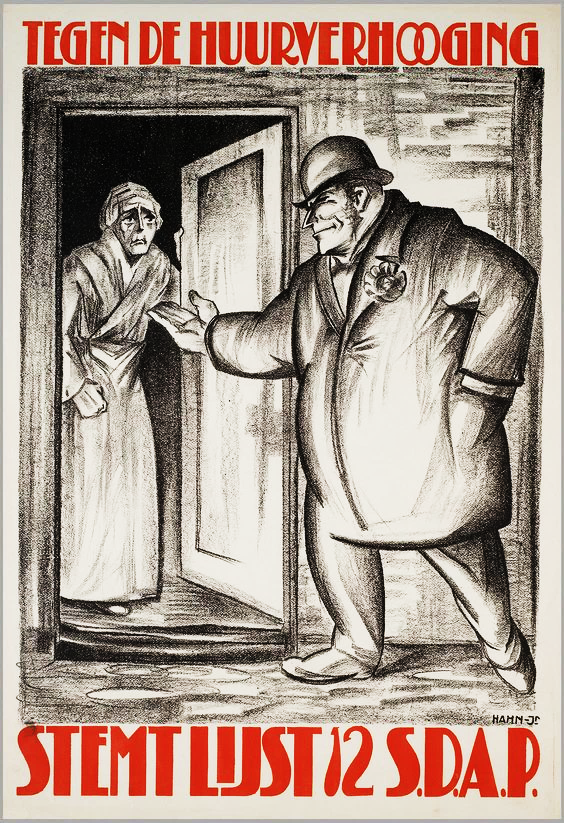 TEGEN DE HUURVERHOOGING
HAHN-Jr
STEMT LIJST 12 S.D.A.P.